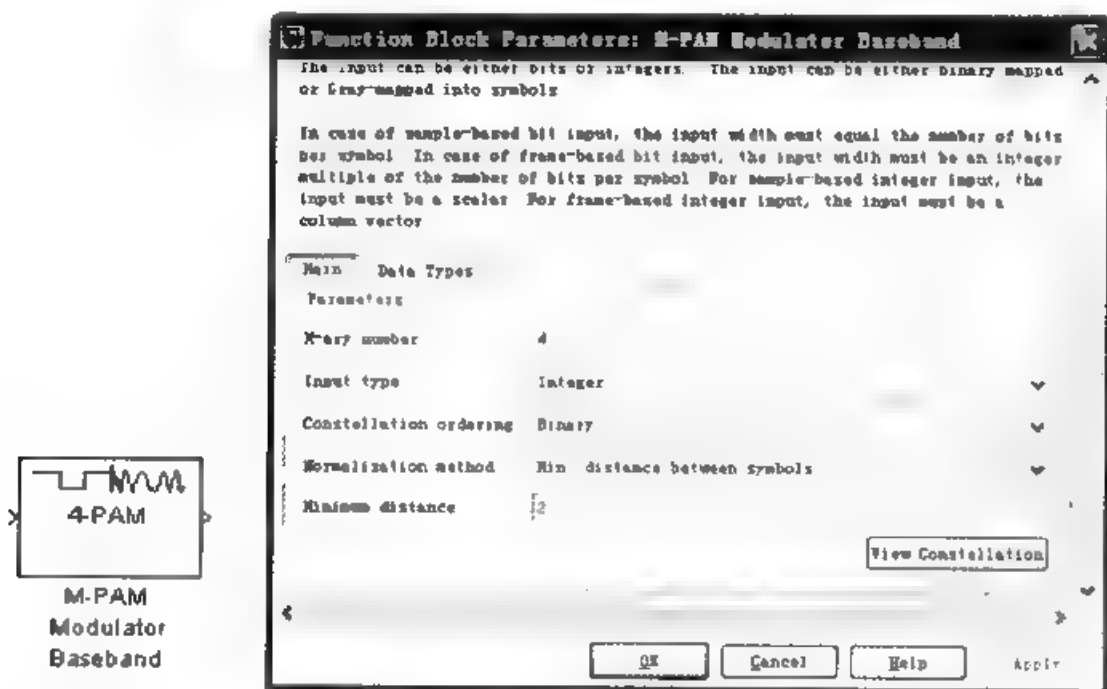 Function Block Parameters: M-PAM Modulator Baseband
The input can be either bits or integers. The input can be either binary mapped
or Gray-mapped into symbols
In case of sample-based bit input, the input width must equal the number of bits
per symbol In case of frame-based bit input, the input width must be an integer
multiple of the number of bits per symbol For sample-based integer input, the
input must be a scalar For frame-based integer input, the input must be a
column vector
Main Data Types
Parameters
M-ary number 4
Input type Integer
Constellation ordering Binary
Normalization method Min distance between symbols
Minimum distance 2
View Constellation
OK Cancel Help Apply
4-PAM
M-PAM
Modulator
Baseband